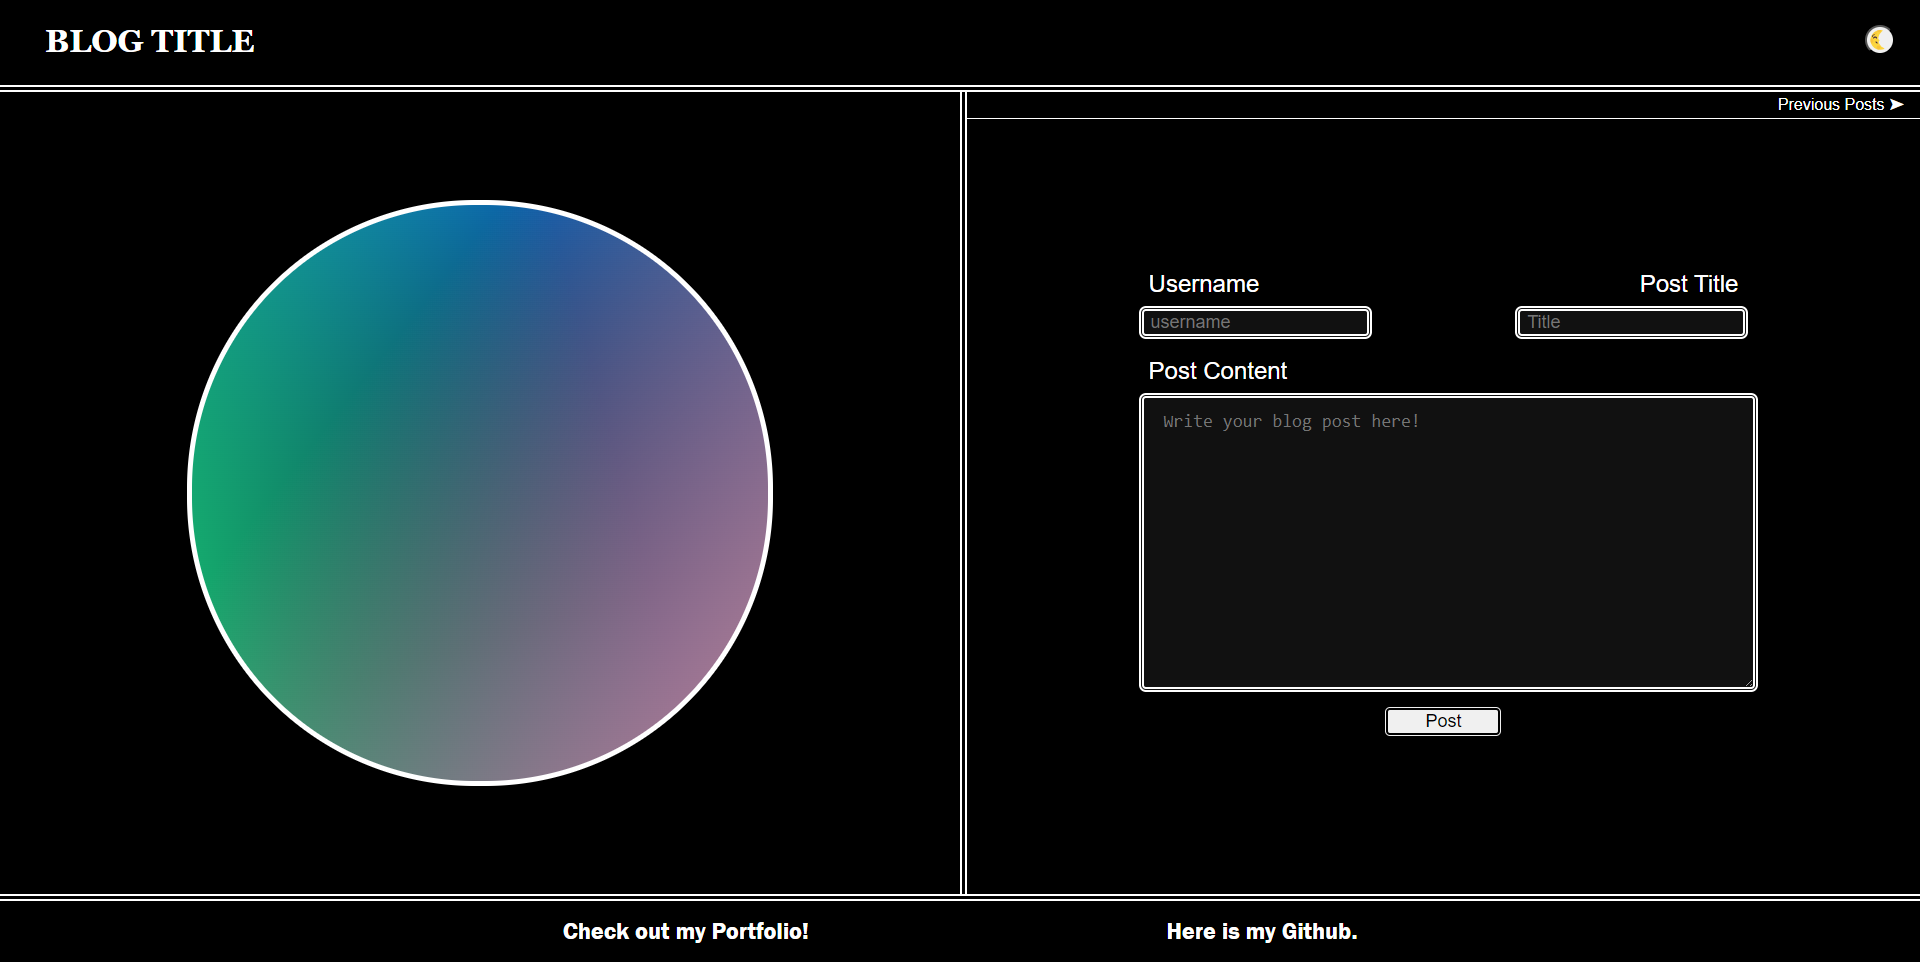 BLOG TITLE
Previous Posts ➤
Username
Post Title
username
Title
Post Content
Write your blog post here!
Post
Check out my Portfolio!
Here is my Github.